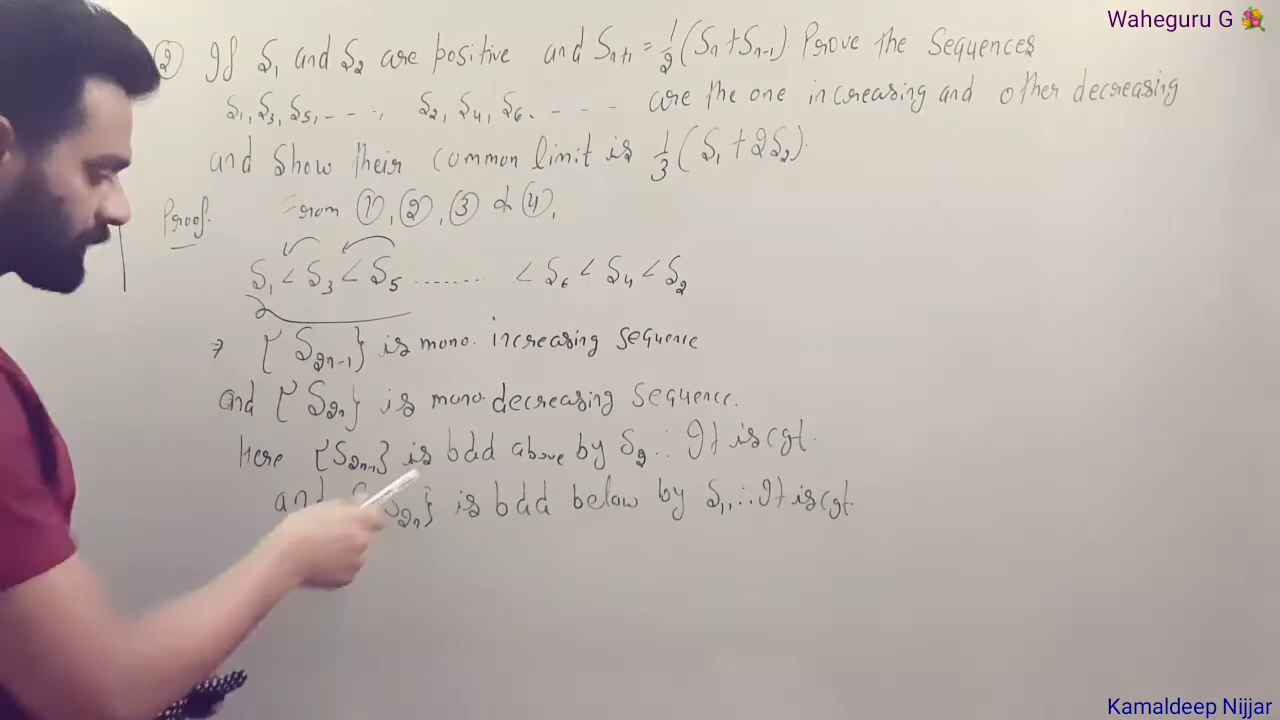 Waheguru G 💐
② If S₁ and S₂ are positive and Sₙ₊₁ = 1/2 (Sₙ + Sₙ₋₁) Prove the Sequences
S₁, S₃, S₅, - - - , S₂, S₄, S₆, - - - - are the one increasing and other decreasing
and Show their Common limit is 1/3 (S₁ + 2S₂).
Proof. From ①, ②, ③ & ④,
S₁ < S₃ < S₅ ........ < S₆ < S₄ < S₂
⇒ {S₂ₙ₋₁} is mono. increasing sequence
and {S₂ₙ} is mono. decreasing sequence.
Here {S₂ₙ₋₁} is bdd above by S₂ ∴ It is cgt.
and {S₂ₙ} is bdd below by S₁, ∴ It is cgt.
Kamaldeep Nijjar